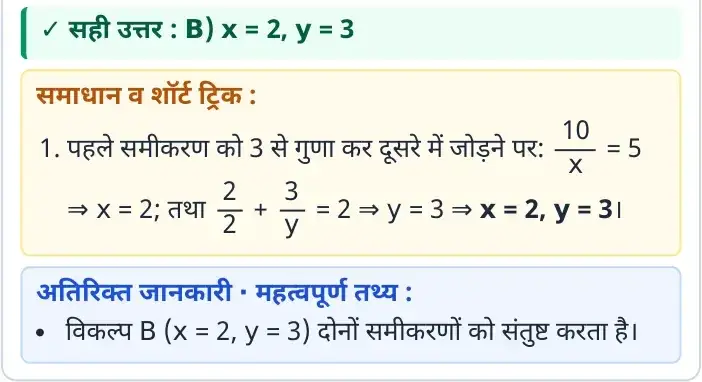 ✓ सही उत्तर : B) x = 2, y = 3
समाधान व शॉर्ट ट्रिक :
1. पहले समीकरण को 3 से गुणा कर दूसरे में जोड़ने पर: 10/x = 5
⇒ x = 2; तथा 2/2 + 3/y = 2 ⇒ y = 3 ⇒ x = 2, y = 3।
अतिरिक्त जानकारी · महत्वपूर्ण तथ्य :
• विकल्प B (x = 2, y = 3) दोनों समीकरणों को संतुष्ट करता है।